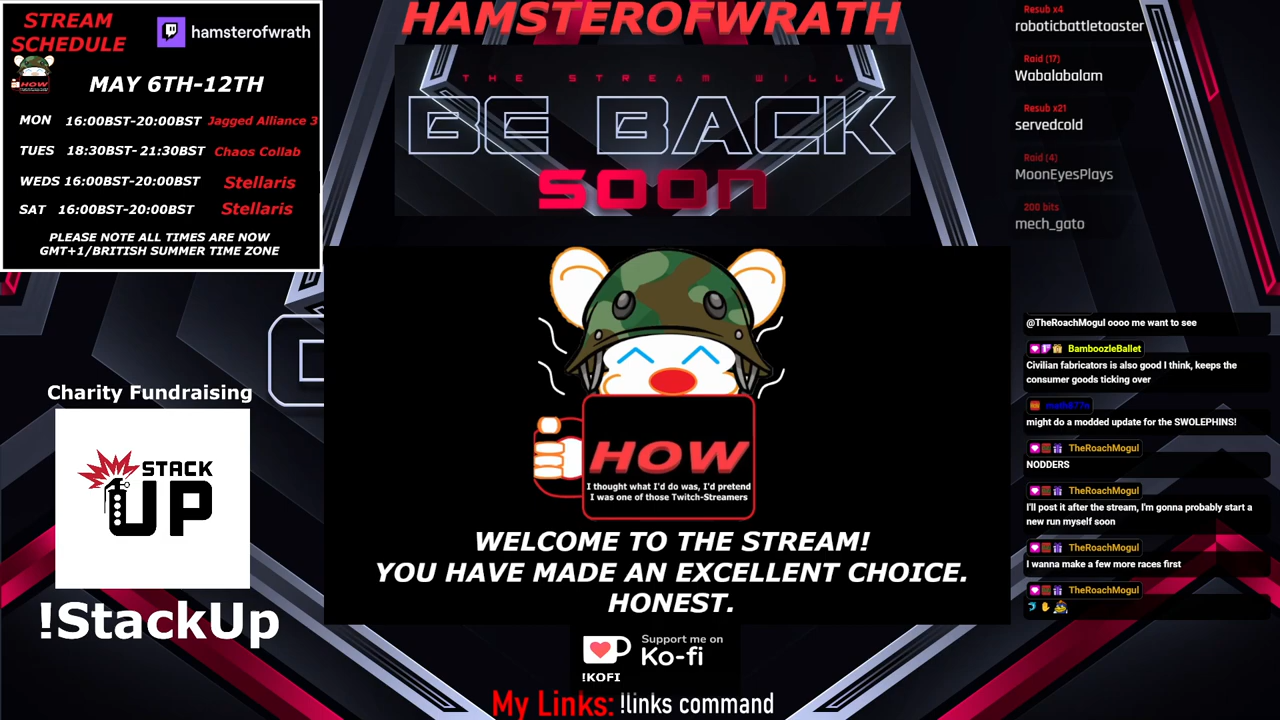 STREAM
SCHEDULE
hamsterofwrath
HOW
MAY 6TH-12TH
MON 16:00BST-20:00BST Jagged Alliance 3
TUES 18:30BST-21:30BST Chaos Collab
WEDS 16:00BST-20:00BST Stellaris
SAT 16:00BST-20:00BST Stellaris
PLEASE NOTE ALL TIMES ARE NOW
GMT+1/BRITISH SUMMER TIME ZONE
Charity Fundraising
STACK
UP
!StackUp
HAMSTEROFWRATH
THE STREAM WILL
BE BACK
SOON
HOW
I thought what I'd do was, I'd pretend
I was one of those Twitch-Streamers
WELCOME TO THE STREAM!
YOU HAVE MADE AN EXCELLENT CHOICE.
HONEST.
Support me on
Ko-fi
!KOFI
My Links: !links command
Resub x4
roboticbattletoaster
Raid (17)
Wabalabalam
Resub x21
servedcold
Raid (4)
MoonEyesPlays
200 bits
mech_gato
@TheRoachMogul oooo me want to see
BamboozleBallet
Civilian fabricators is also good I think, keeps the
consumer goods ticking over
might do a modded update for the SWOLEPHINS!
TheRoachMogul
NODDERS
TheRoachMogul
I'll post it after the stream, I'm gonna probably start a
new run myself soon
TheRoachMogul
I wanna make a few more races first
TheRoachMogul